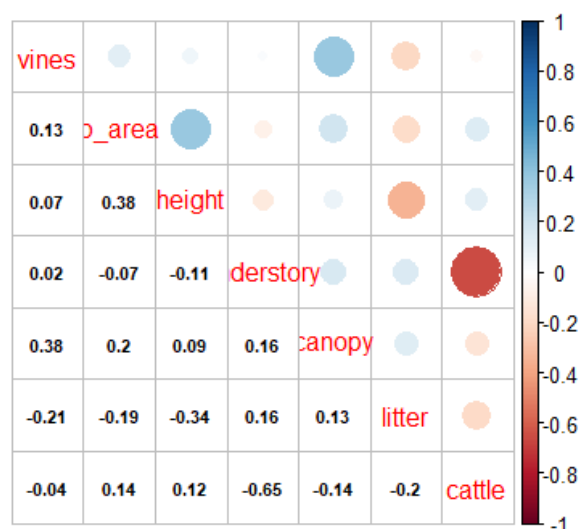 vines
0.13 o_area
0.07 0.38 height
0.02 -0.07 -0.11 derstory
0.38 0.2 0.09 0.16 canopy
-0.21 -0.19 -0.34 0.16 0.13 litter
-0.04 0.14 0.12 -0.65 -0.14 -0.2 cattle
1
0.8
0.6
0.4
0.2
0
-0.2
-0.4
-0.6
-0.8
-1